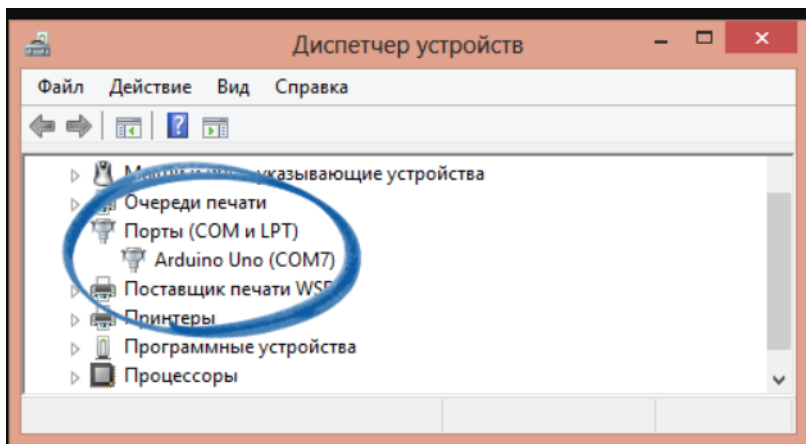 Диспетчер устройств
Файл Действие Вид Справка
указывающие устройства
Очереди печати
Порты (COM и LPT)
Arduino Uno (COM7)
Поставщик печати
Принтеры
Программные устройства
Процессоры